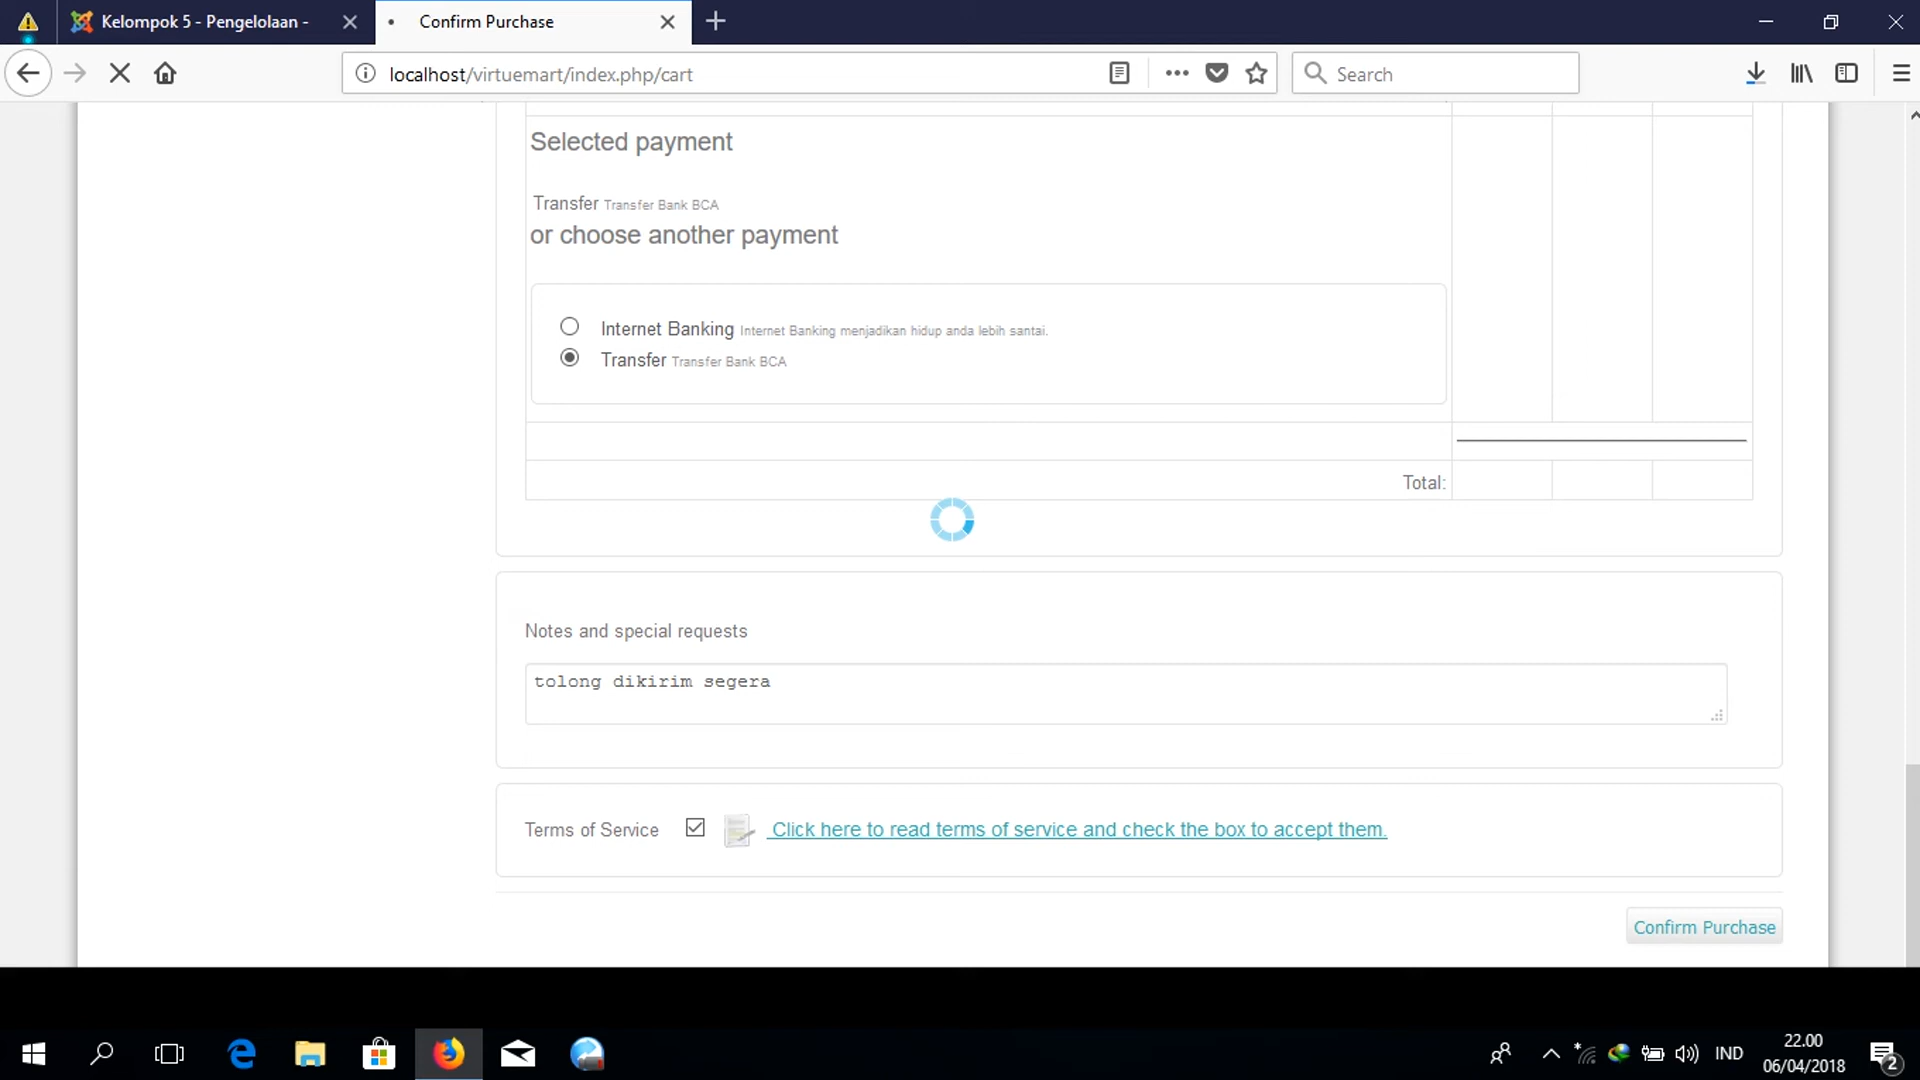 Kelompok 5 - Pengelolaan -
Confirm Purchase
localhost/virtuemart/index.php/cart
Search
Selected payment
Transfer Transfer Bank BCA
or choose another payment
Internet Banking Internet Banking menjadikan hidup anda lebih santai.
Transfer Transfer Bank BCA
Total:
Notes and special requests
tolong dikirim segera
Terms of Service
Click here to read terms of service and check the box to accept them.
Confirm Purchase
IND
22.00
06/04/2018
2